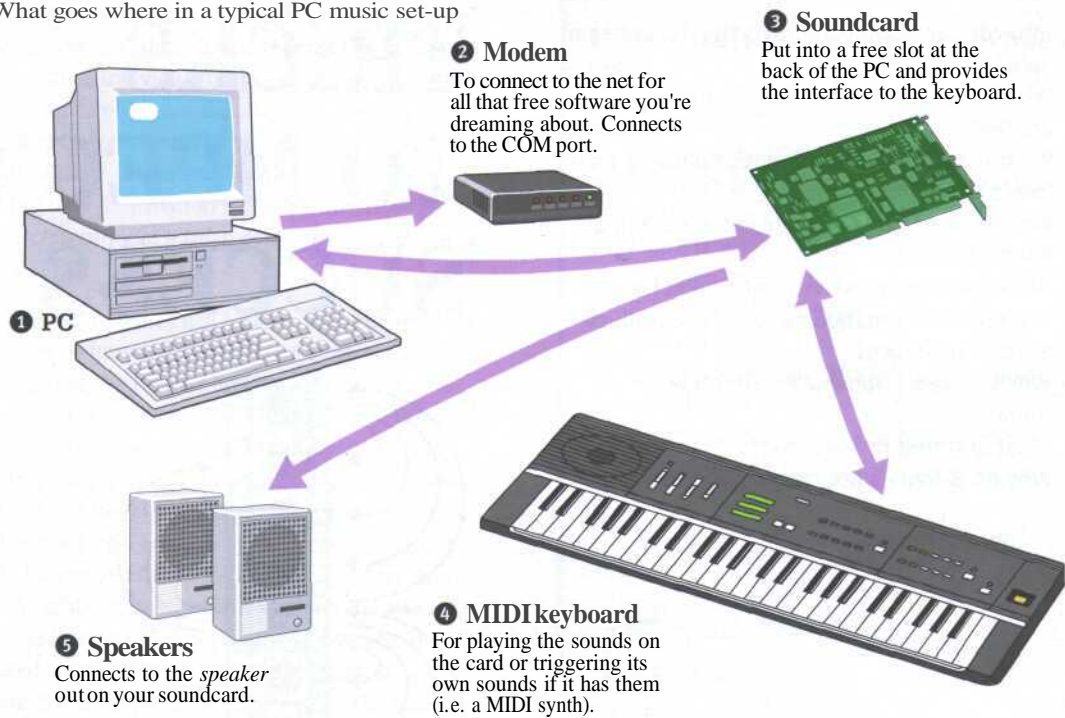 What goes where in a typical PC music set-up
❶ PC
❷ Modem
To connect to the net for
all that free software you're
dreaming about. Connects
to the COM port.
❸ Soundcard
Put into a free slot at the
back of the PC and provides
the interface to the keyboard.
❹ MIDI keyboard
For playing the sounds on
the card or triggering its
own sounds if it has them
(i.e. a MIDI synth).
❺ Speakers
Connects to the speaker
out on your soundcard.